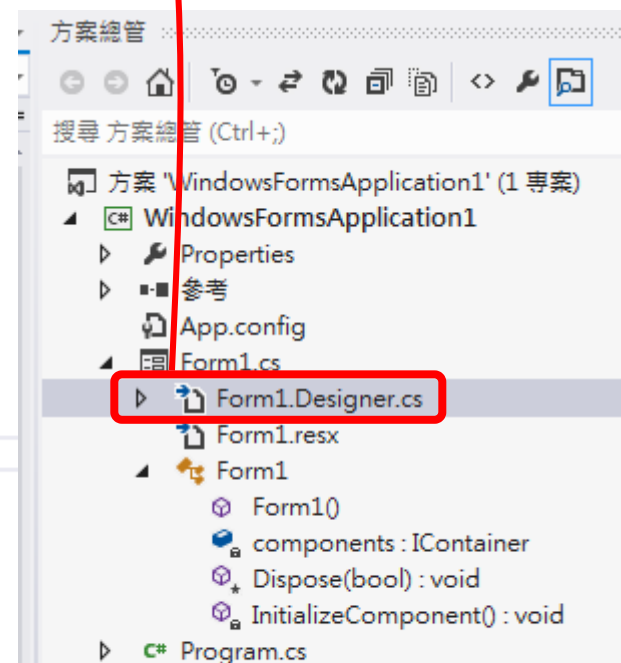 方案總管
搜尋 方案總管 (Ctrl+;)
方案 'WindowsFormsApplication1' (1 專案)
C# WindowsFormsApplication1
Properties
參考
App.config
Form1.cs
Form1.Designer.cs
Form1.resx
Form1
Form1()
components : IContainer
Dispose(bool) : void
InitializeComponent() : void
C# Program.cs